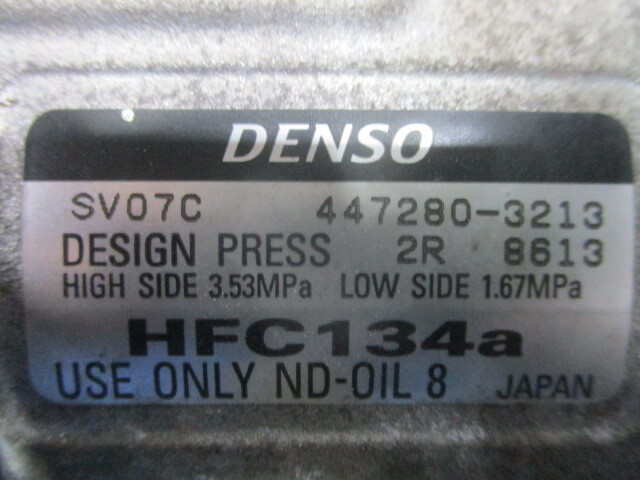 DENSO
SV07C 447280-3213
DESIGN PRESS 2R 8613
HIGH SIDE 3.53MPa LOW SIDE 1.67MPa
HFC134a
USE ONLY ND-OIL 8 JAPAN